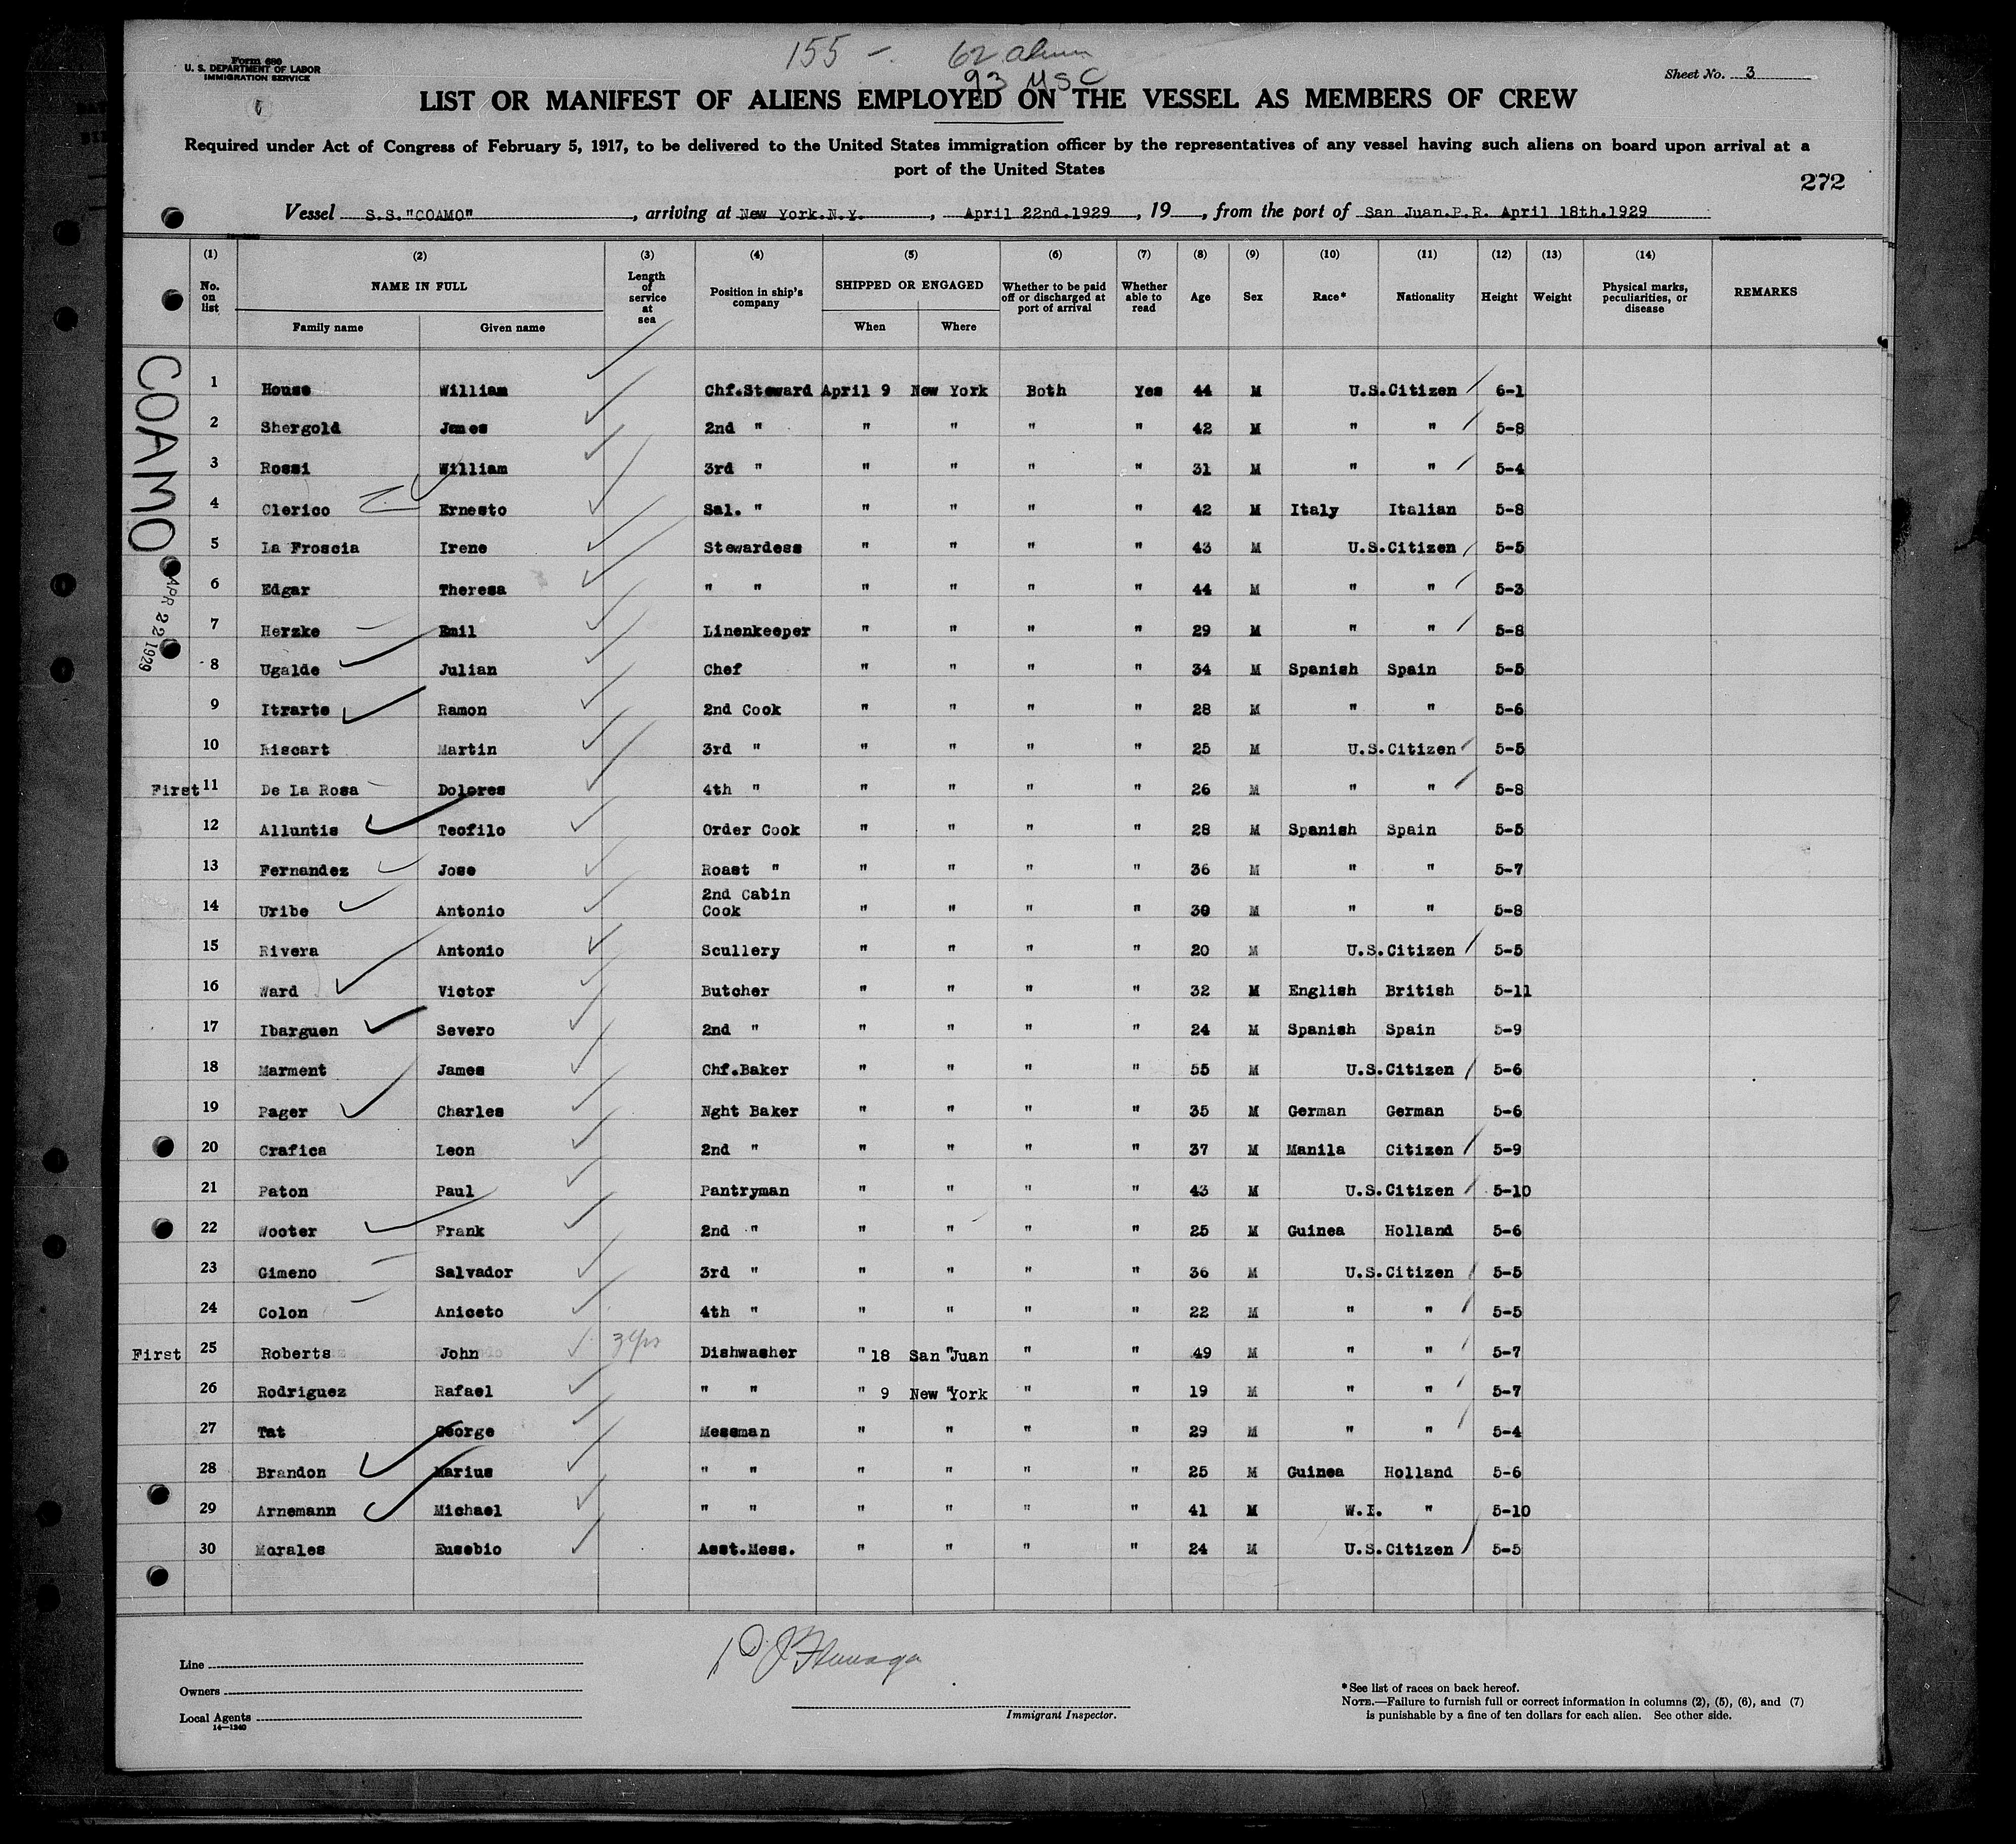 Form 680
U. S. DEPARTMENT OF LABOR
IMMIGRATION SERVICE
155 - 62 alien
93 USC
Sheet No. 3
LIST OR MANIFEST OF ALIENS EMPLOYED ON THE VESSEL AS MEMBERS OF CREW
Required under Act of Congress of February 5, 1917, to be delivered to the United States immigration officer by the representatives of any vessel having such aliens on board upon arrival at a
port of the United States
272
Vessel S.S."COAMO", arriving at New York.N.Y., April 22nd.1929, 19, from the port of San Juan.P.R. April 18th.1929
(1) No. on list
(2) NAME IN FULL Family name Given name
(3) Length of service at sea
(4) Position in ship's company
(5) SHIPPED OR ENGAGED When Where
(6) Whether to be paid off or discharged at port of arrival
(7) Whether able to read
(8) Age
(9) Sex
(10) Race*
(11) Nationality
(12) Height
(13) Weight
(14) Physical marks, peculiarities, or disease
REMARKS
COAMO
APR 22 1929
1 House William Chf.Steward April 9 New York Both Yes 44 M U.S.Citizen 6-1
2 Shergold James 2nd " " " " " 42 M " " 5-8
3 Rossi William 3rd " " " " " 31 M " " 5-4
4 Clerico Ernesto Sal. " " " " " 42 M Italy Italian 5-8
5 La Froscia Irene Stewardess " " " " 43 M U.S.Citizen 5-5
6 Edgar Theresa " " " " " " 44 M " " 5-3
7 Herzke Emil Linenkeeper " " " " 29 M " " 5-8
8 Ugalde Julian Chef " " " " 34 M Spanish Spain 5-5
9 Itrarte Ramon 2nd Cook " " " " 28 M " " 5-6
10 Riscart Martin 3rd " " " " " 25 M U.S.Citizen 5-5
First 11 De La Rosa Dolores 4th " " " " " 26 M " " 5-8
12 Alluntis Teofilo Order Cook " " " " 28 M Spanish Spain 5-5
13 Fernandez Jose Roast " " " " " 36 M " " 5-7
14 Uribe Antonio 2nd Cabin Cook " " " " 30 M " " 5-8
15 Rivera Antonio Scullery " " " " 20 M U.S.Citizen 5-5
16 Ward Victor Butcher " " " " 32 M English British 5-11
17 Ibarguen Severo 2nd " " " " " 24 M Spanish Spain 5-9
18 Marment James Chf.Baker " " " " 55 M U.S.Citizen 5-6
19 Pager Charles Nght Baker " " " " 35 M German German 5-6
20 Crafica Leon 2nd " " " " " 37 M Manila Citizen 5-9
21 Paton Paul Pantryman " " " " 43 M U.S.Citizen 5-10
22 Wooter Frank 2nd " " " " " 25 M Guinea Holland 5-6
23 Gimeno Salvador 3rd " " " " " 36 M U.S.Citizen 5-5
24 Colon Aniceto 4th " " " " " 22 M " " 5-5
First 25 Roberts John 3 yrs Dishwasher " 18 San Juan " " 49 M " " 5-7
26 Rodriguez Rafael " " " 9 New York " " 19 M " " 5-7
27 Tat George Messman " " " " 29 M " " 5-4
28 Brandon Marius " " " " " " 25 M Guinea Holland 5-6
29 Arnemann Michael " " " " " " 41 M W.I. " 5-10
30 Morales Eusebio Asst.Mess. " " " " 24 M U.S.Citizen 5-5
Line
Owners
Local Agents
14—1240
Immigrant Inspector.
*See list of races on back hereof.
NOTE.—Failure to furnish full or correct information in columns (2), (5), (6), and (7)
is punishable by a fine of ten dollars for each alien. See other side.